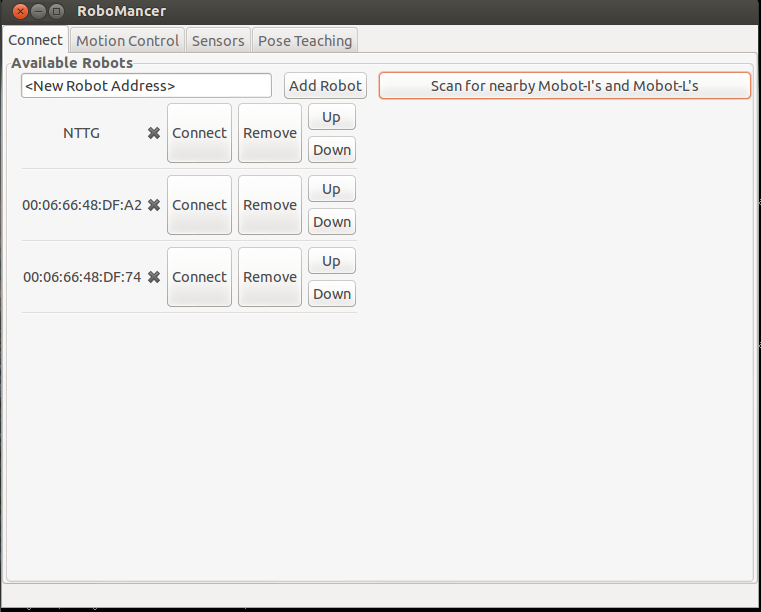 RoboMancer
Connect Motion Control Sensors Pose Teaching
Available Robots
<New Robot Address> Add Robot Scan for nearby Mobot-I's and Mobot-L's
NTTG Connect Remove Up
Down
00:06:66:48:DF:A2 Connect Remove Up
Down
00:06:66:48:DF:74 Connect Remove Up
Down